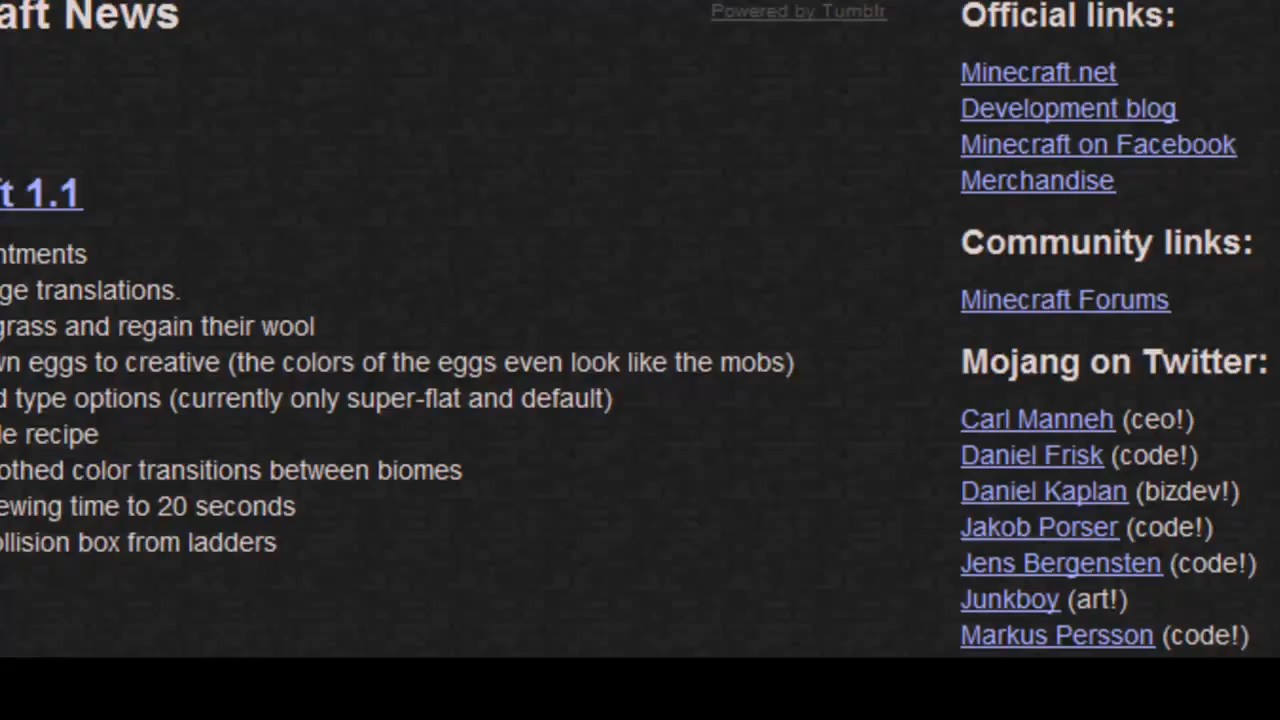 aft News
Powered by Tumblr
t 1.1
ntments
ge translations.
grass and regain their wool
wn eggs to creative (the colors of the eggs even look like the mobs)
d type options (currently only super-flat and default)
le recipe
othed color transitions between biomes
ewing time to 20 seconds
ollision box from ladders
Official links:
Minecraft.net
Development blog
Minecraft on Facebook
Merchandise
Community links:
Minecraft Forums
Mojang on Twitter:
Carl Manneh (ceo!)
Daniel Frisk (code!)
Daniel Kaplan (bizdev!)
Jakob Porser (code!)
Jens Bergensten (code!)
Junkboy (art!)
Markus Persson (code!)